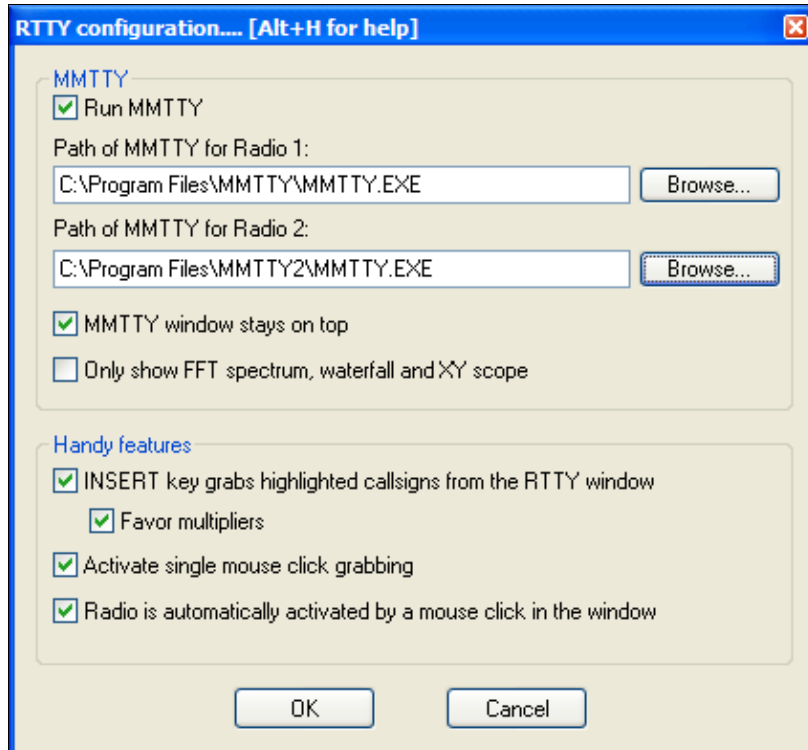 RTTY configuration.... [Alt+H for help]
MMTTY
Run MMTTY
Path of MMTTY for Radio 1:
C:\Program Files\MMTTY\MMTTY.EXE
Browse...
Path of MMTTY for Radio 2:
C:\Program Files\MMTTY2\MMTTY.EXE
Browse...
MMTTY window stays on top
Only show FFT spectrum, waterfall and XY scope
Handy features
INSERT key grabs highlighted callsigns from the RTTY window
Favor multipliers
Activate single mouse click grabbing
Radio is automatically activated by a mouse click in the window
OK
Cancel